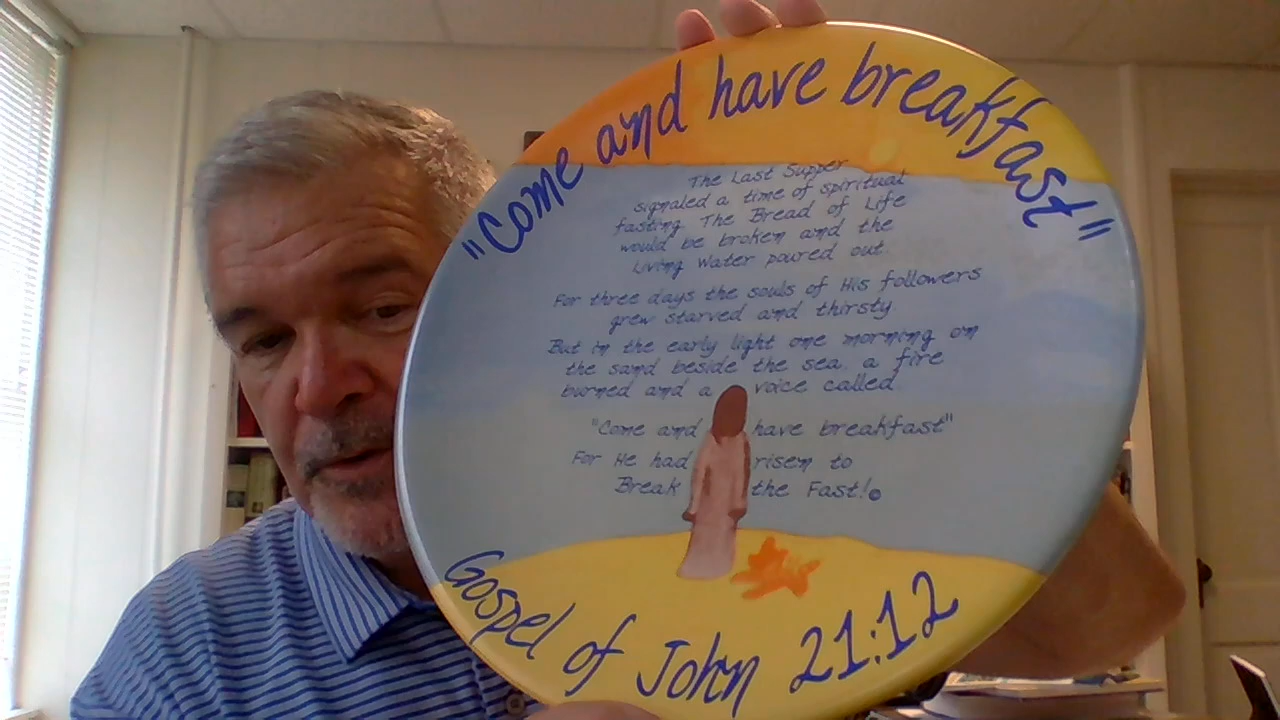 "Come and have breakfast"
The Last Supper
signaled a time of spiritual
fasting. The Bread of Life
would be broken and the
Living Water poured out.
For three days the souls of His followers
grew starved and thirsty.
But in the early light one morning on
the sand beside the sea, a fire
burned and a voice called.
"Come and have breakfast"
For He had risen to
Break the Fast!
Gospel of John 21:12